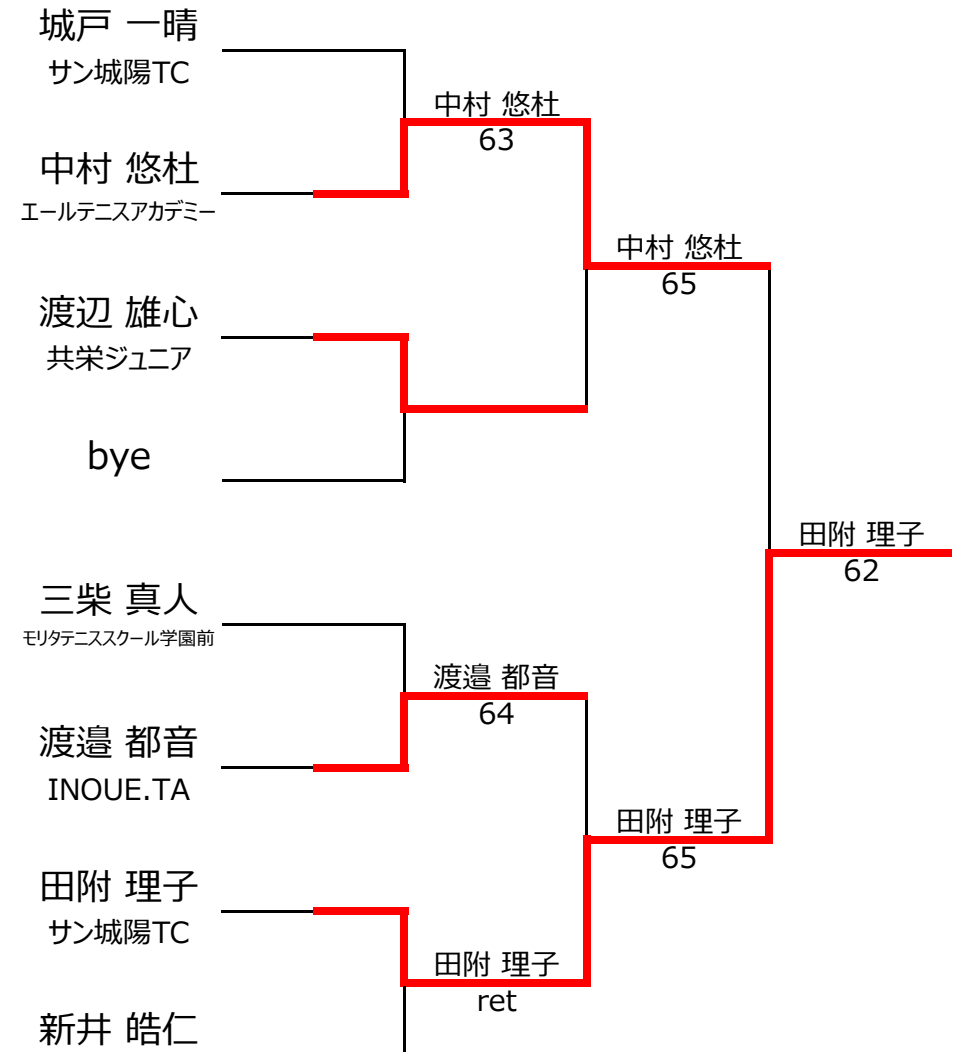 城戸 一晴
サン城陽TC
中村 悠杜
63
中村 悠杜
エールテニスアカデミー
中村 悠杜
65
渡辺 雄心
共栄ジュニア
bye
田附 理子
62
三柴 真人
モリタテニススクール学園前
渡邉 都音
64
渡邉 都音
INOUE.TA
田附 理子
65
田附 理子
サン城陽TC
田附 理子
ret
新井 皓仁